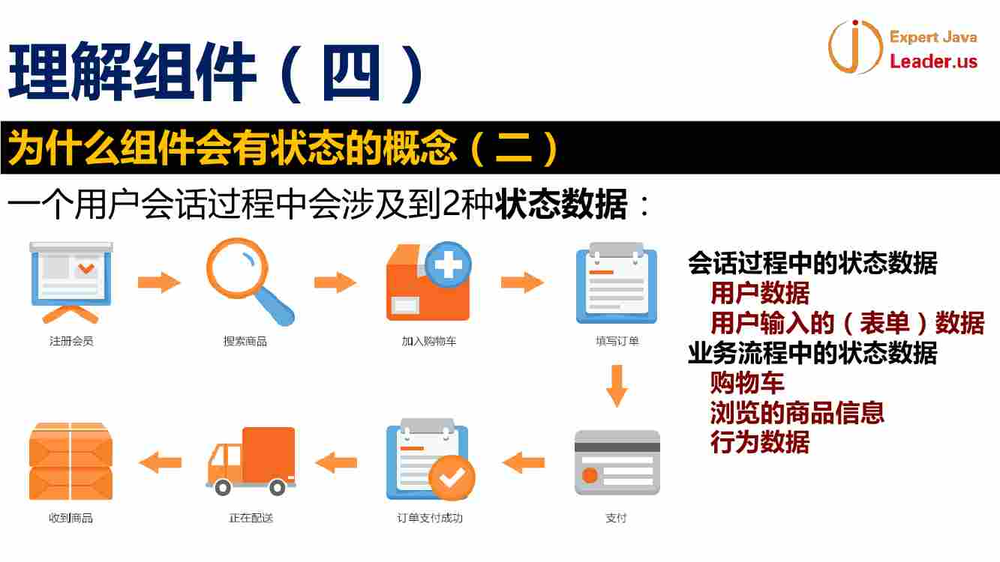 理解组件（四）
Expert Java
Leader.us
为什么组件会有状态的概念（二）
一个用户会话过程中会涉及到2种状态数据：
注册会员
搜索商品
加入购物车
填写订单
会话过程中的状态数据
用户数据
用户输入的（表单）数据
业务流程中的状态数据
购物车
浏览的商品信息
行为数据
收到商品
正在配送
订单支付成功
支付